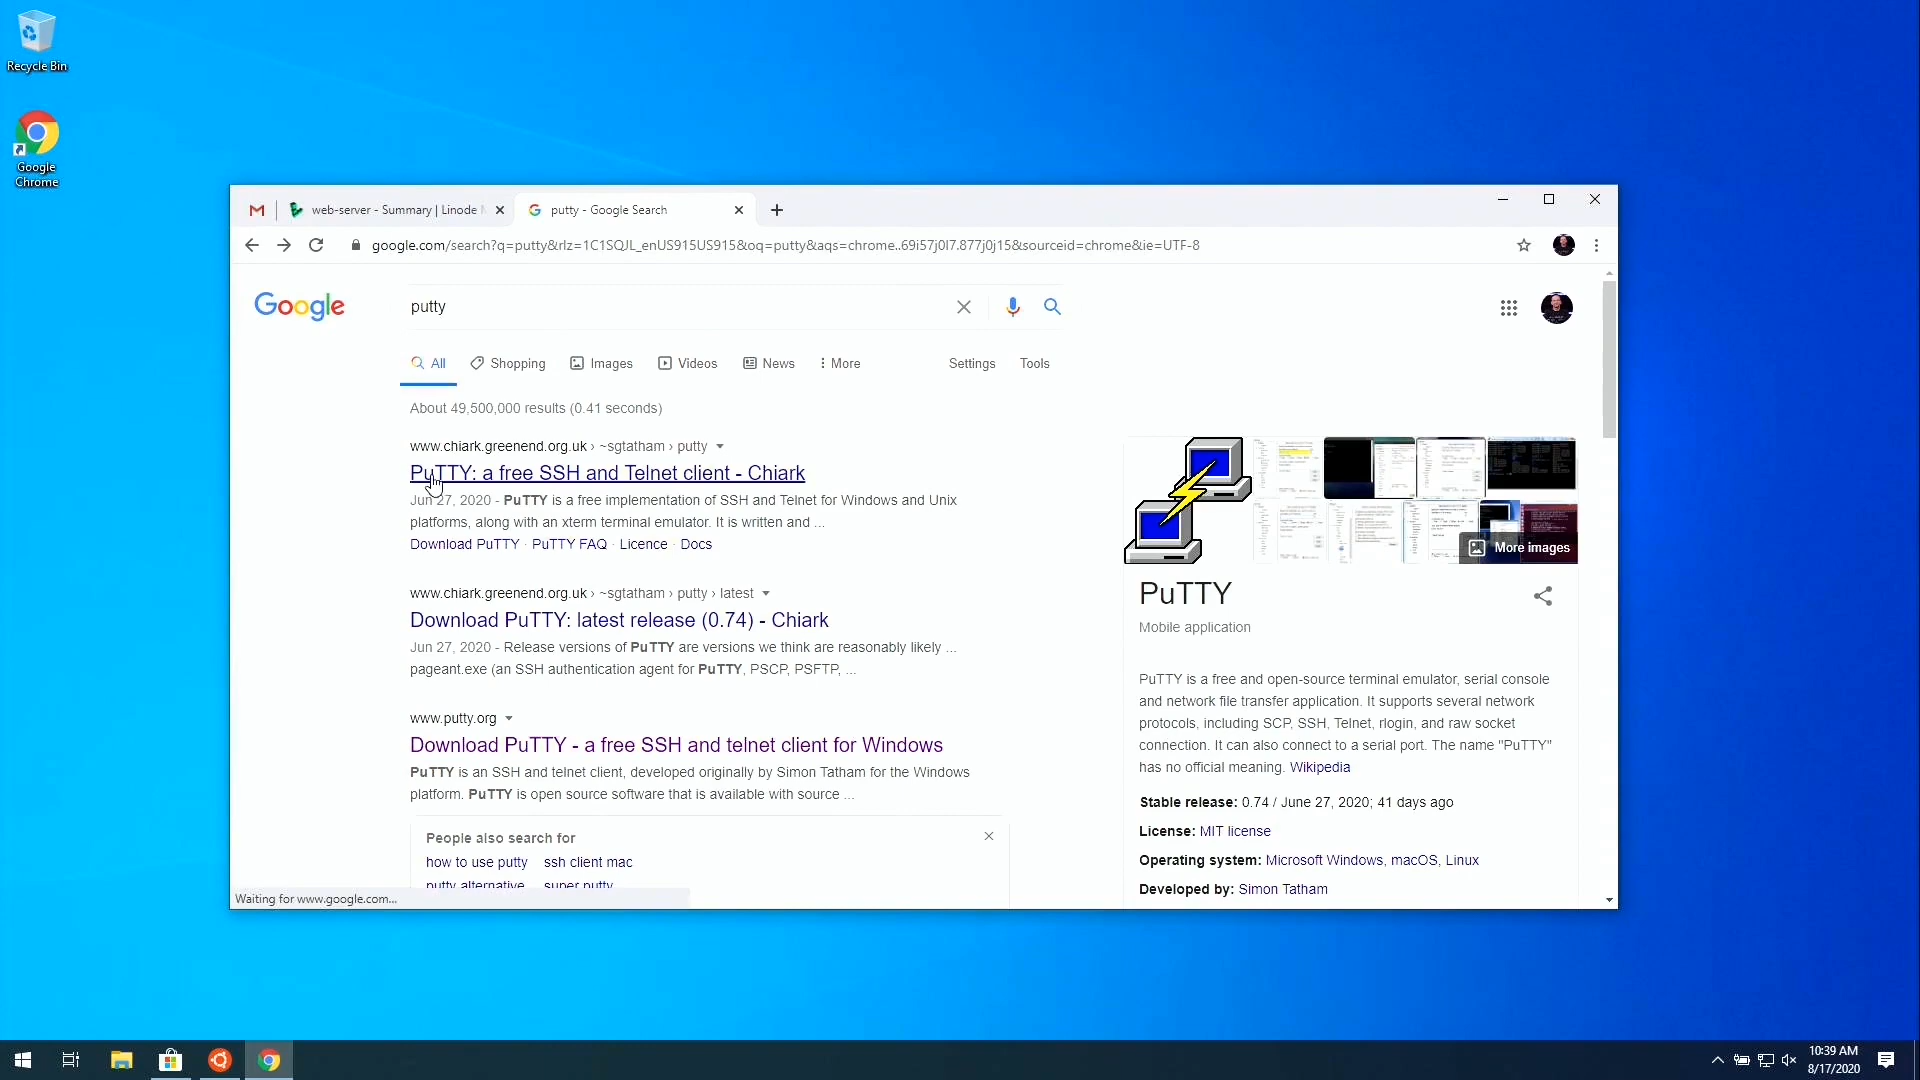 Recycle Bin
Google
Chrome
web-server - Summary | Linode
putty - Google Search
google.com/search?q=putty&rlz=1C1SQJL_enUS915US915&oq=putty&aqs=chrome..69i57j0l7.877j0j15&sourceid=chrome&ie=UTF-8
Google
putty
All
Shopping
Images
Videos
News
More
Settings
Tools
About 49,500,000 results (0.41 seconds)
www.chiark.greenend.org.uk › ~sgtatham › putty
PuTTY: a free SSH and Telnet client - Chiark
Jun 27, 2020 - PuTTY is a free implementation of SSH and Telnet for Windows and Unix
platforms, along with an xterm terminal emulator. It is written and ...
Download PuTTY · PuTTY FAQ · Licence · Docs
www.chiark.greenend.org.uk › ~sgtatham › putty › latest
Download PuTTY: latest release (0.74) - Chiark
Jun 27, 2020 - Release versions of PuTTY are versions we think are reasonably likely ...
pageant.exe (an SSH authentication agent for PuTTY, PSCP, PSFTP, ...
www.putty.org
Download PuTTY - a free SSH and telnet client for Windows
PuTTY is an SSH and telnet client, developed originally by Simon Tatham for the Windows
platform. PuTTY is open source software that is available with source ...
People also search for
how to use putty
ssh client mac
putty alternative
super putty
Waiting for www.google.com...
More images
PuTTY
Mobile application
PuTTY is a free and open-source terminal emulator, serial console
and network file transfer application. It supports several network
protocols, including SCP, SSH, Telnet, rlogin, and raw socket
connection. It can also connect to a serial port. The name "PuTTY"
has no official meaning. Wikipedia
Stable release: 0.74 / June 27, 2020; 41 days ago
License: MIT license
Operating system: Microsoft Windows, macOS, Linux
Developed by: Simon Tatham
10:39 AM
8/17/2020